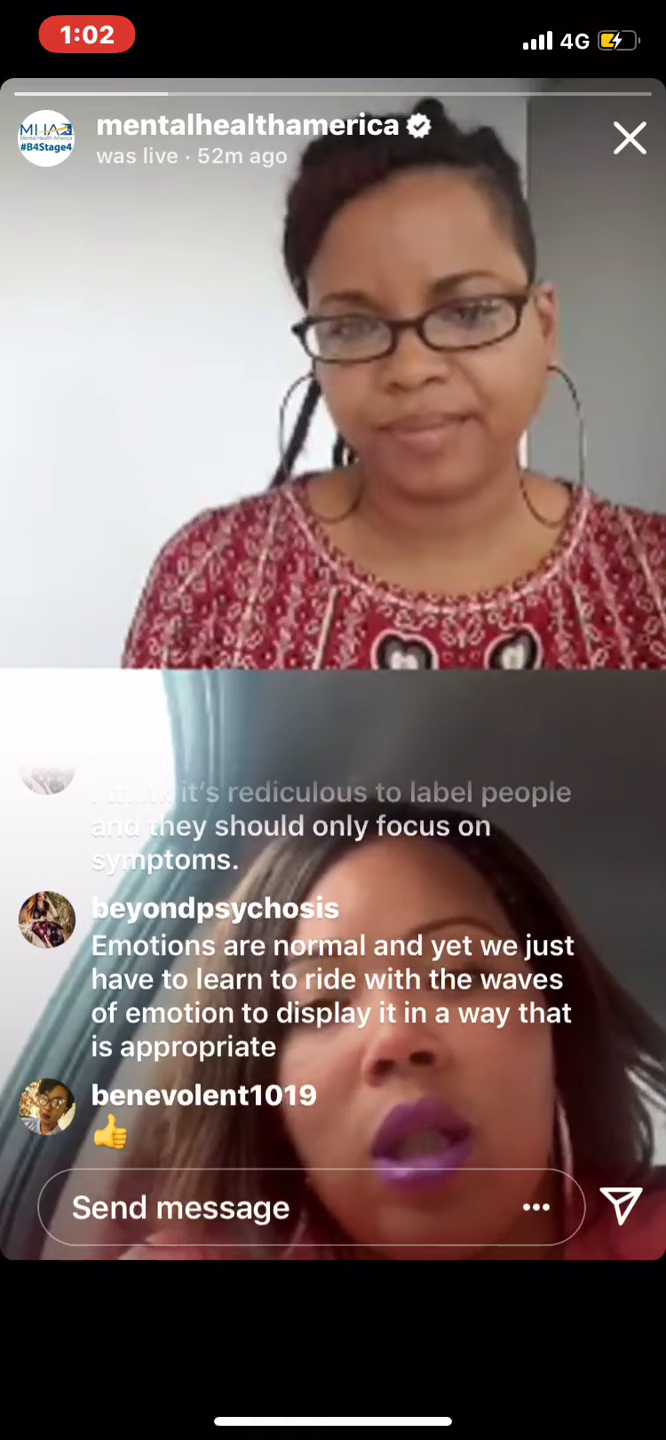 1:02
4G
MHA
Mental Health America
#B4Stage4
mentalhealthamerica
was live · 52m ago
I think it's rediculous to label people
and they should only focus on
symptoms.
beyondpsychosis
Emotions are normal and yet we just
have to learn to ride with the waves
of emotion to display it in a way that
is appropriate
benevolent1019
👍
Send message